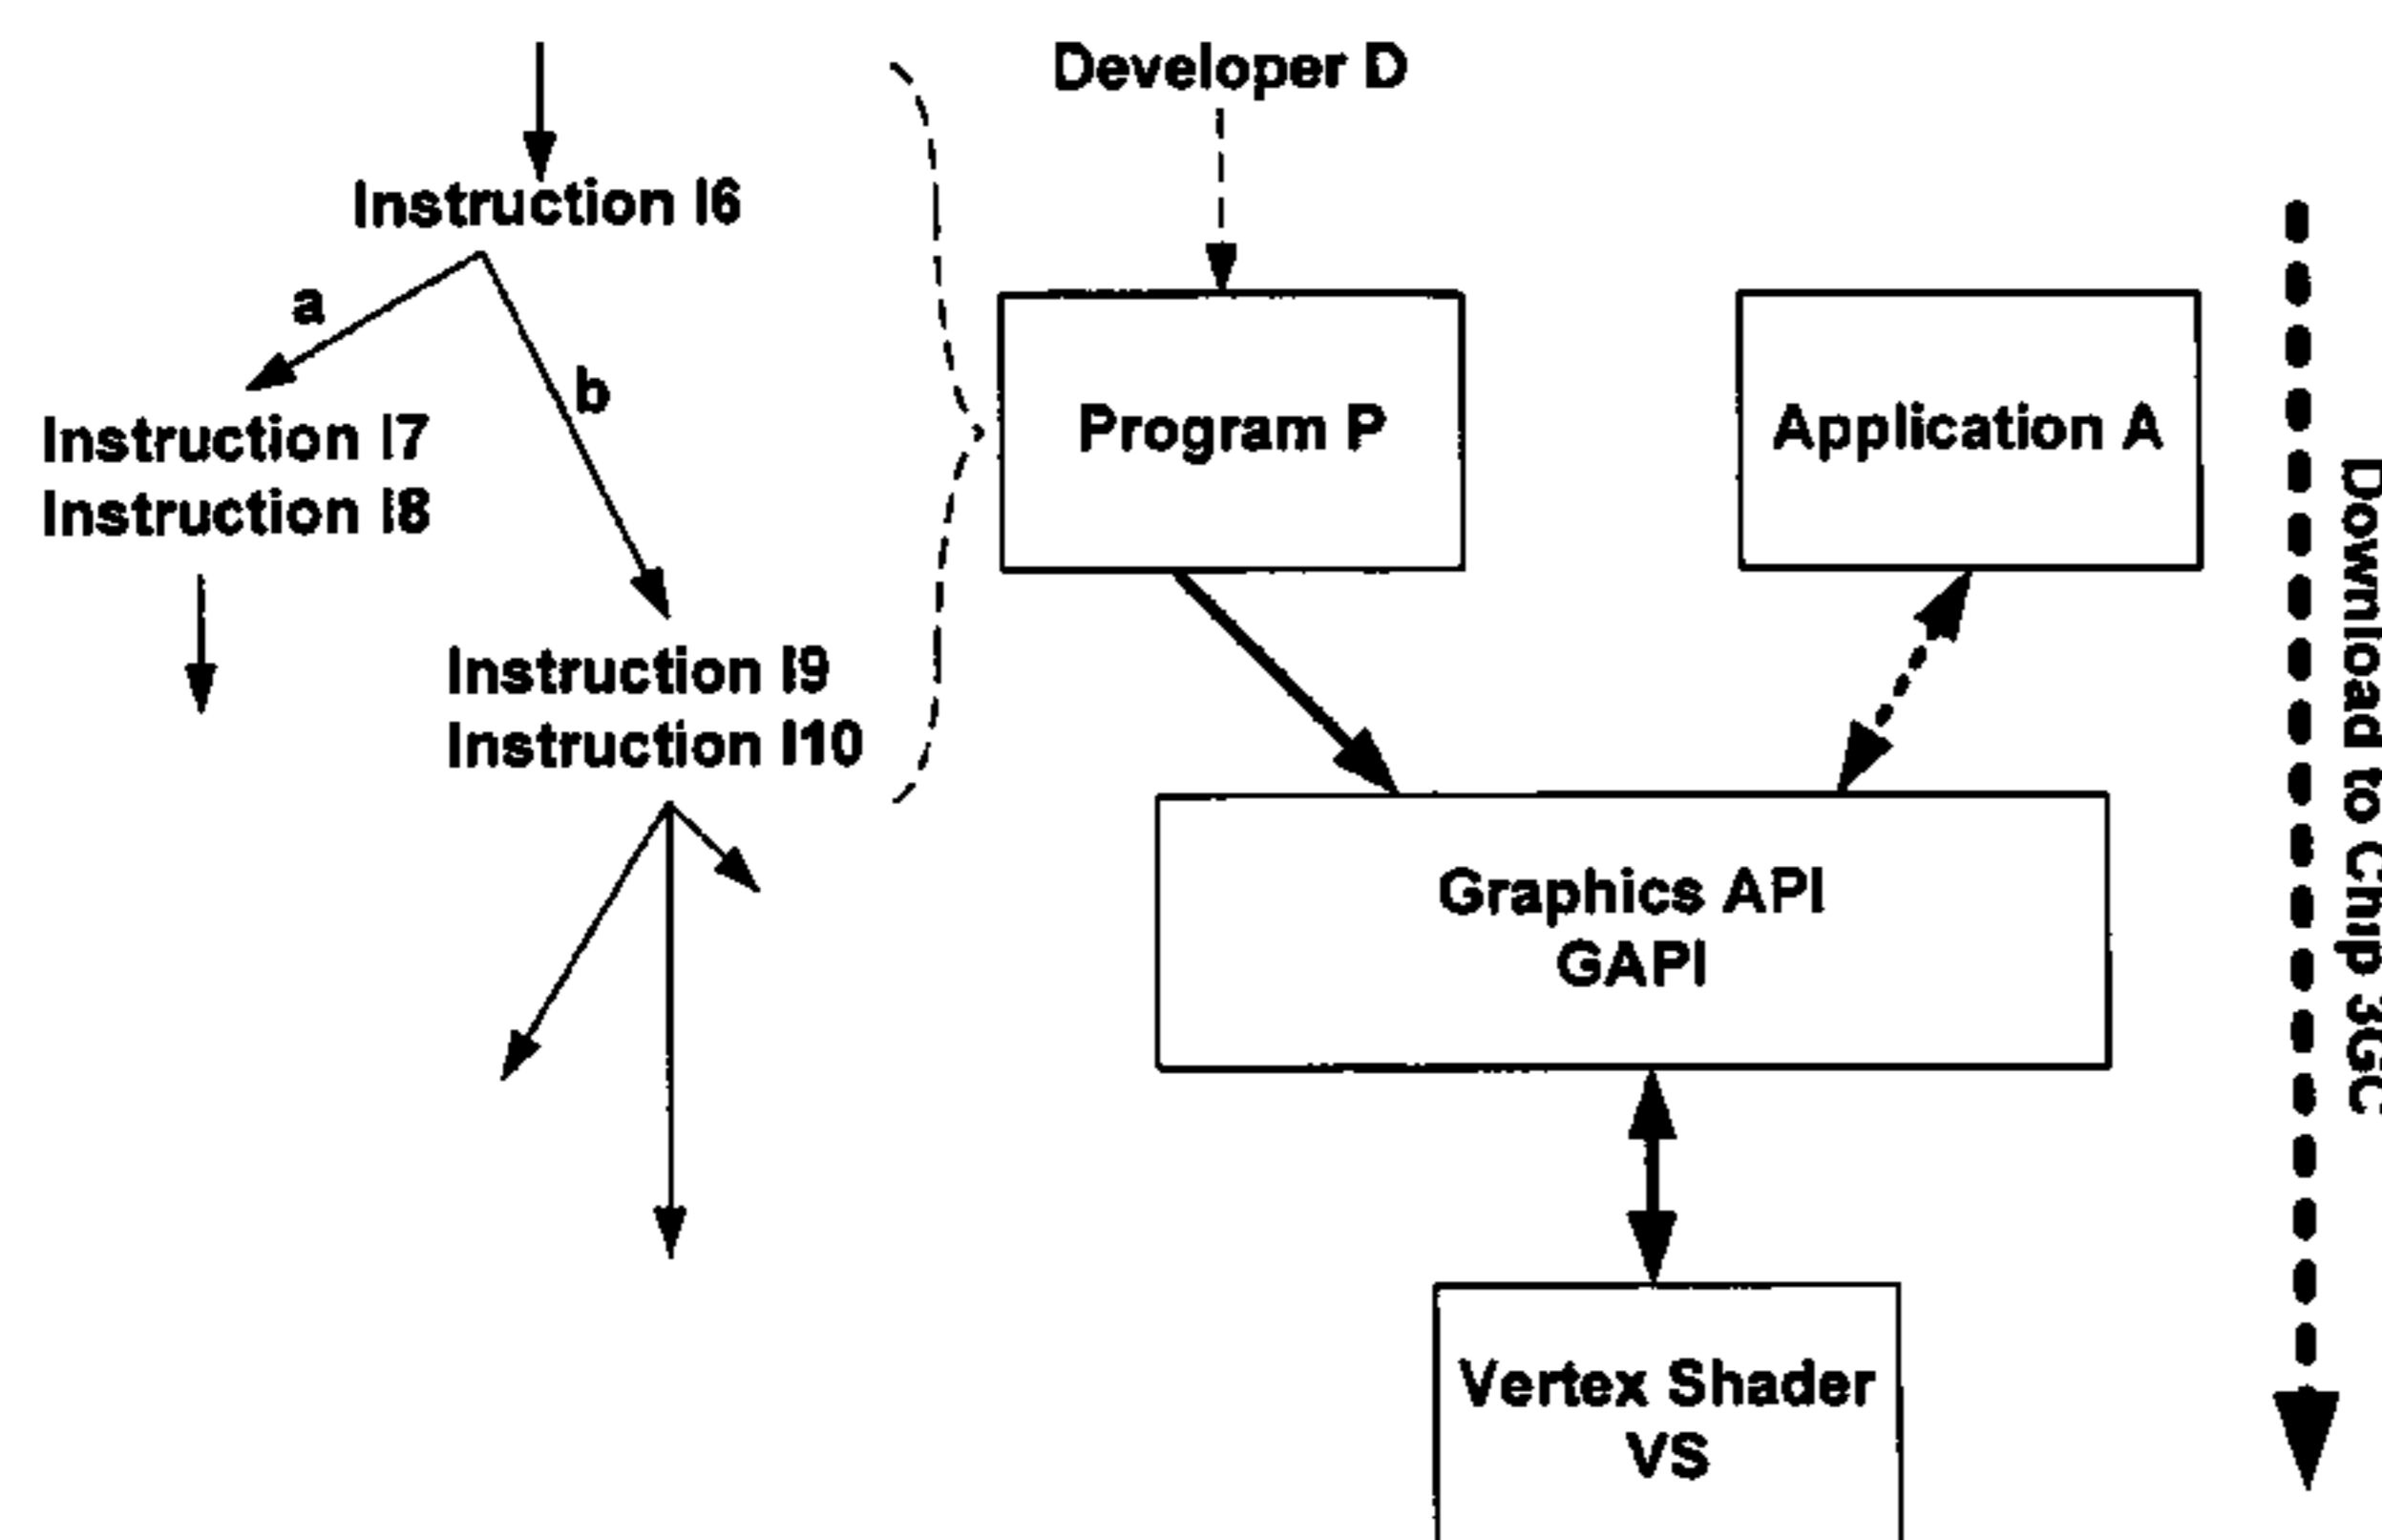 Developer D
Instruction I6
a
b
Instruction I7
Instruction I8
Instruction I9
Instruction I10
Program P
Application A
Graphics API
GAPI
Vertex Shader
VS
Download to Chip 3GC